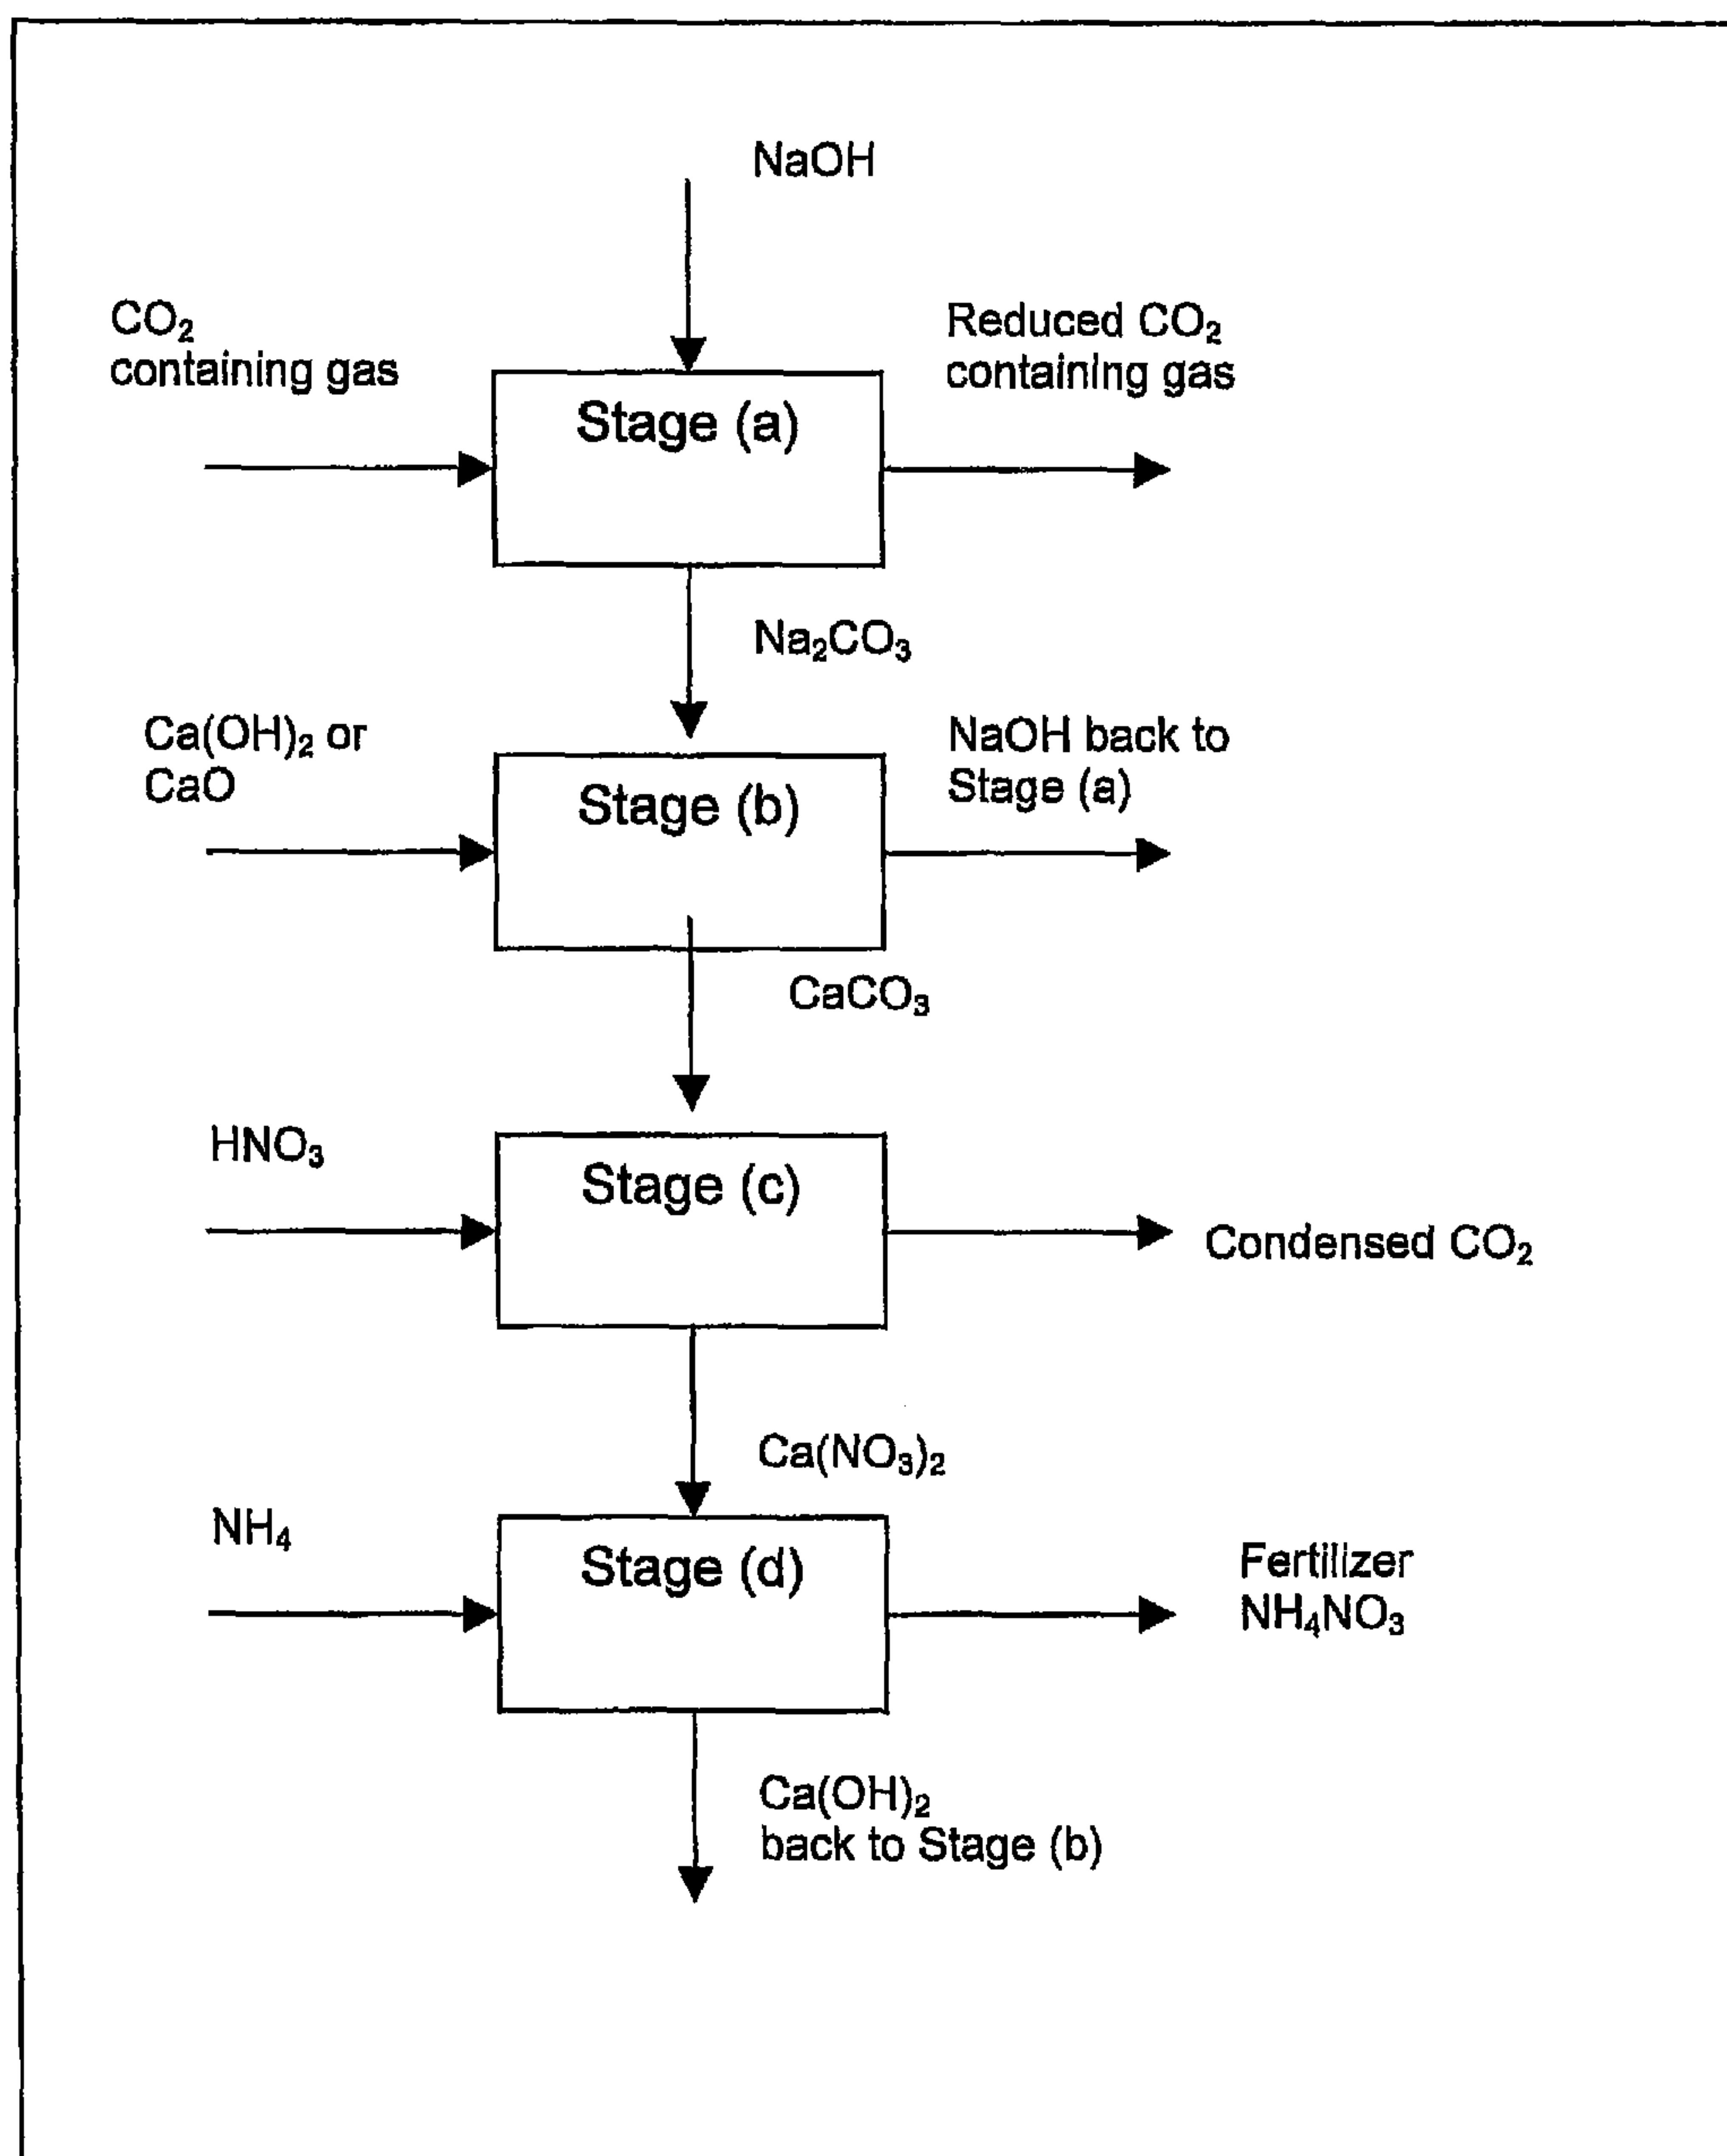 NaOH
CO₂
containing gas
Reduced CO₂
containing gas
Stage (a)
Na₂CO₃
Ca(OH)₂ or
CaO
NaOH back to
Stage (a)
Stage (b)
CaCO₃
HNO₃
Stage (c)
Condensed CO₂
Ca(NO₃)₂
NH₄
Stage (d)
Fertilizer
NH₄NO₃
Ca(OH)₂
back to Stage (b)